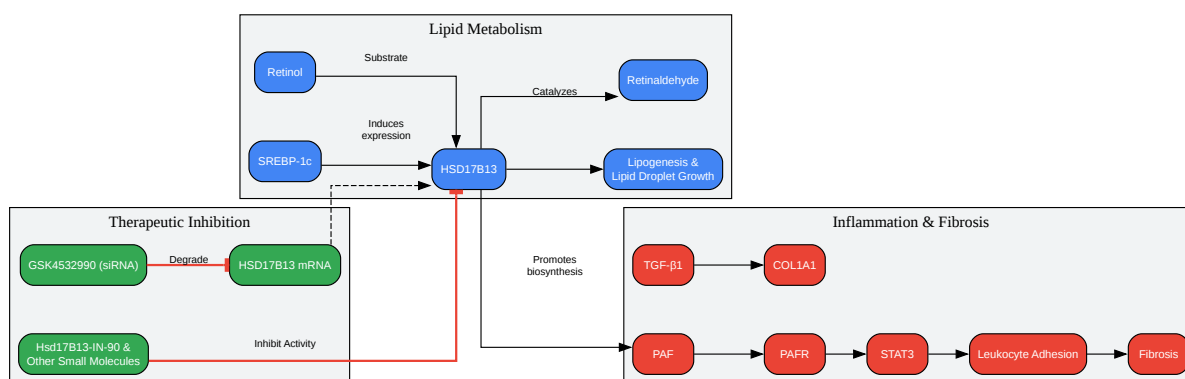 Lipid Metabolism
Retinol
Substrate
Catalyzes
Retinaldehyde
Induces
expression
SREBP-1c
HSD17B13
Lipogenesis &
Lipid Droplet Growth
Therapeutic Inhibition
GSK4532990 (siRNA)
Degrade
HSD17B13 mRNA
Hsd17B13-IN-90 &
Other Small Molecules
Inhibit Activity
Promotes
biosynthesis
Inflammation & Fibrosis
TGF-β1
COL1A1
PAF
PAFR
STAT3
Leukocyte Adhesion
Fibrosis